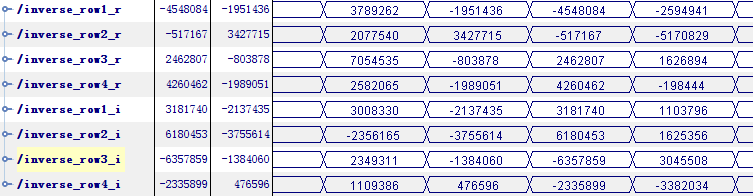 /inverse_row1_r -4548084 -1951436 3789262 -1951436 -4548084 -2594941
/inverse_row2_r -517167 3427715 2077540 3427715 -517167 -5170829
/inverse_row3_r 2462807 -803878 7054535 -803878 2462807 1626894
/inverse_row4_r 4260462 -1989051 2582065 -1989051 4260462 -198444
/inverse_row1_i 3181740 -2137435 3008330 -2137435 3181740 1103796
/inverse_row2_i 6180453 -3755614 -2356165 -3755614 6180453 1625356
/inverse_row3_i -6357859 -1384060 2349311 -1384060 -6357859 3045508
/inverse_row4_i -2335899 476596 1109386 476596 -2335899 -3382034